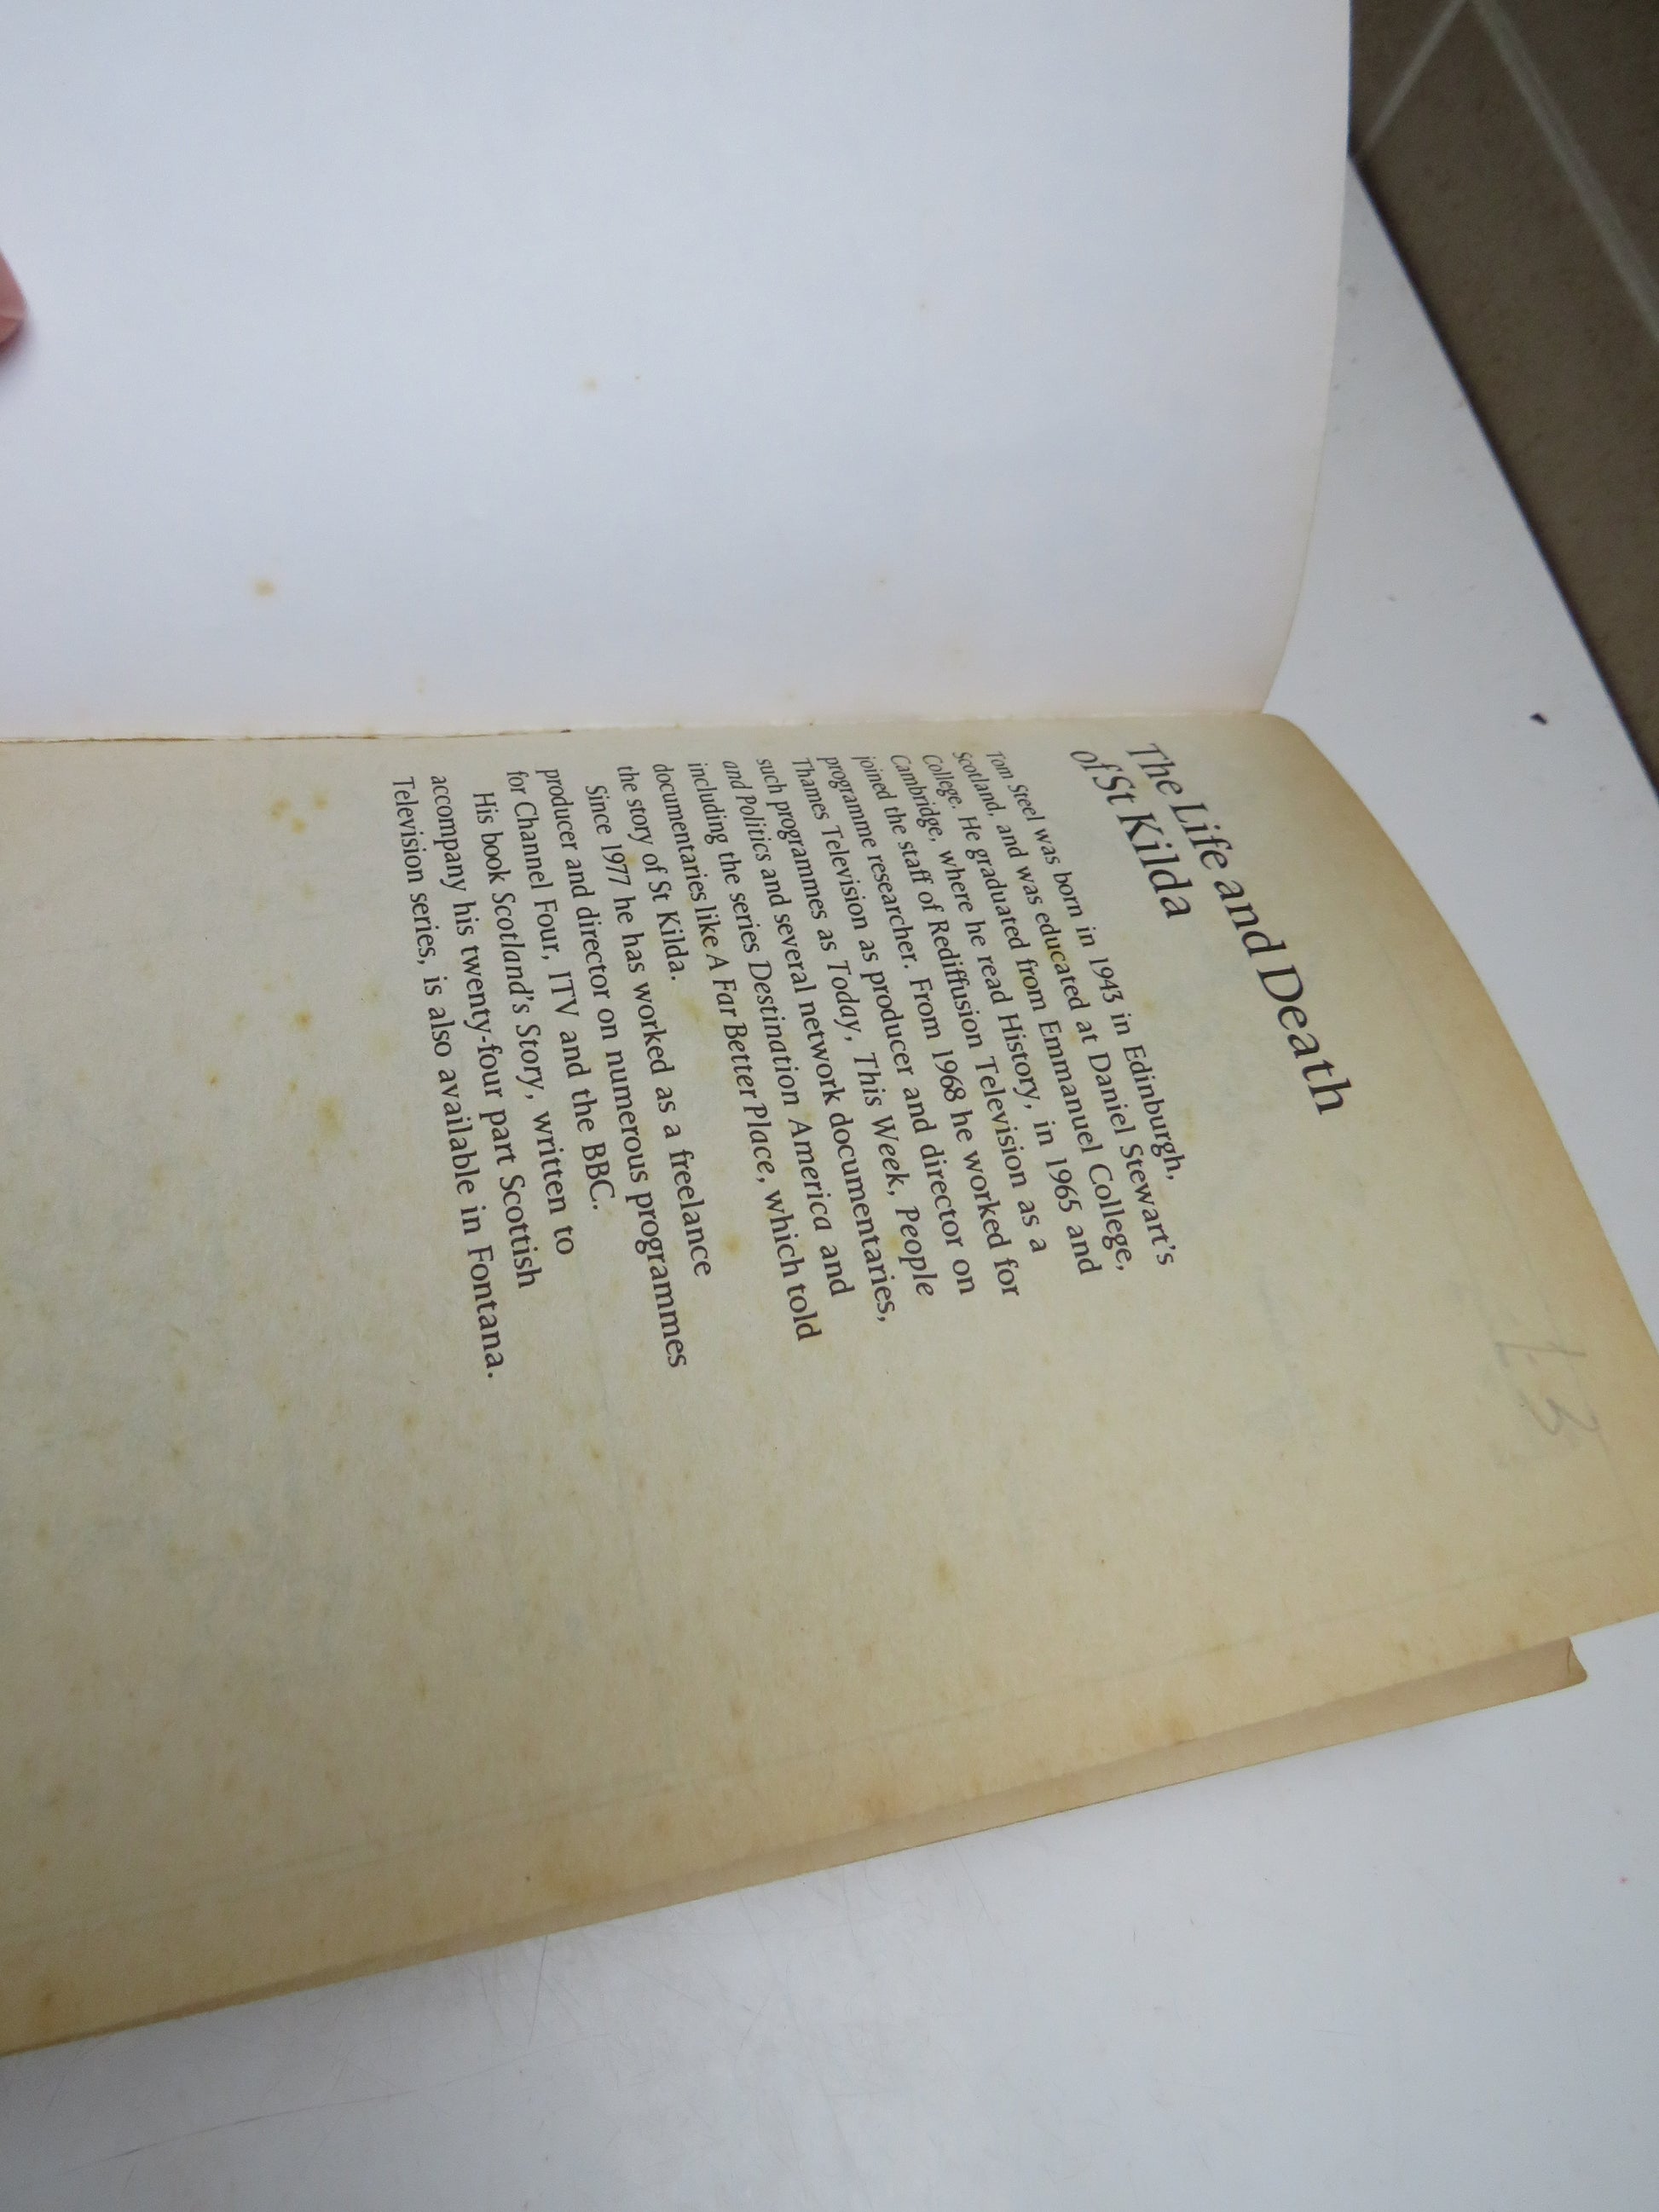 The Life and Death
of St Kilda
Tom Steel was born in 1943 in Edinburgh,
Scotland, and was educated at Daniel Stewart's
College. He graduated from Emmanuel College,
Cambridge, where he read History, in 1965 and
joined the staff of Rediffusion Television as a
programme researcher. From 1968 he worked for
Thames Television as producer and director on
such programmes as Today, This Week, People
and Politics and several network documentaries,
including the series Destination America and
documentaries like A Far Better Place, which told
the story of St Kilda.
Since 1977 he has worked as a freelance
producer and director on numerous programmes
for Channel Four, ITV and the BBC.
His book Scotland's Story, written to
accompany his twenty-four part Scottish
Television series, is also available in Fontana.